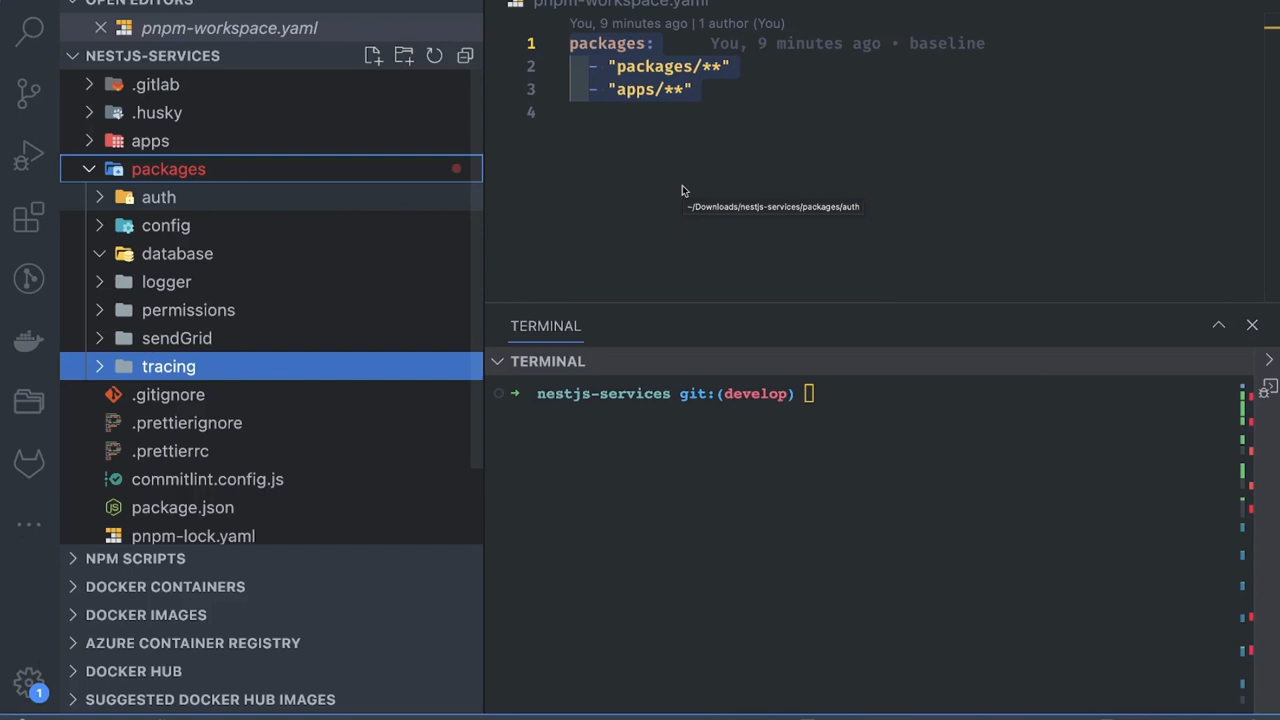 OPEN EDITORS
pnpm-workspace.yaml
NESTJS-SERVICES
.gitlab
.husky
apps
packages
auth
config
database
logger
permissions
sendGrid
tracing
.gitignore
.prettierignore
.prettierrc
commitlint.config.js
package.json
pnpm-lock.yaml
NPM SCRIPTS
DOCKER CONTAINERS
DOCKER IMAGES
AZURE CONTAINER REGISTRY
DOCKER HUB
SUGGESTED DOCKER HUB IMAGES
1
pnpm-workspace.yaml
You, 9 minutes ago | 1 author (You)
1 packages: You, 9 minutes ago • baseline
2 - "packages/**"
3 - "apps/**"
4
~/Downloads/nestjs-services/packages/auth
TERMINAL
TERMINAL
nestjs-services git:(develop)